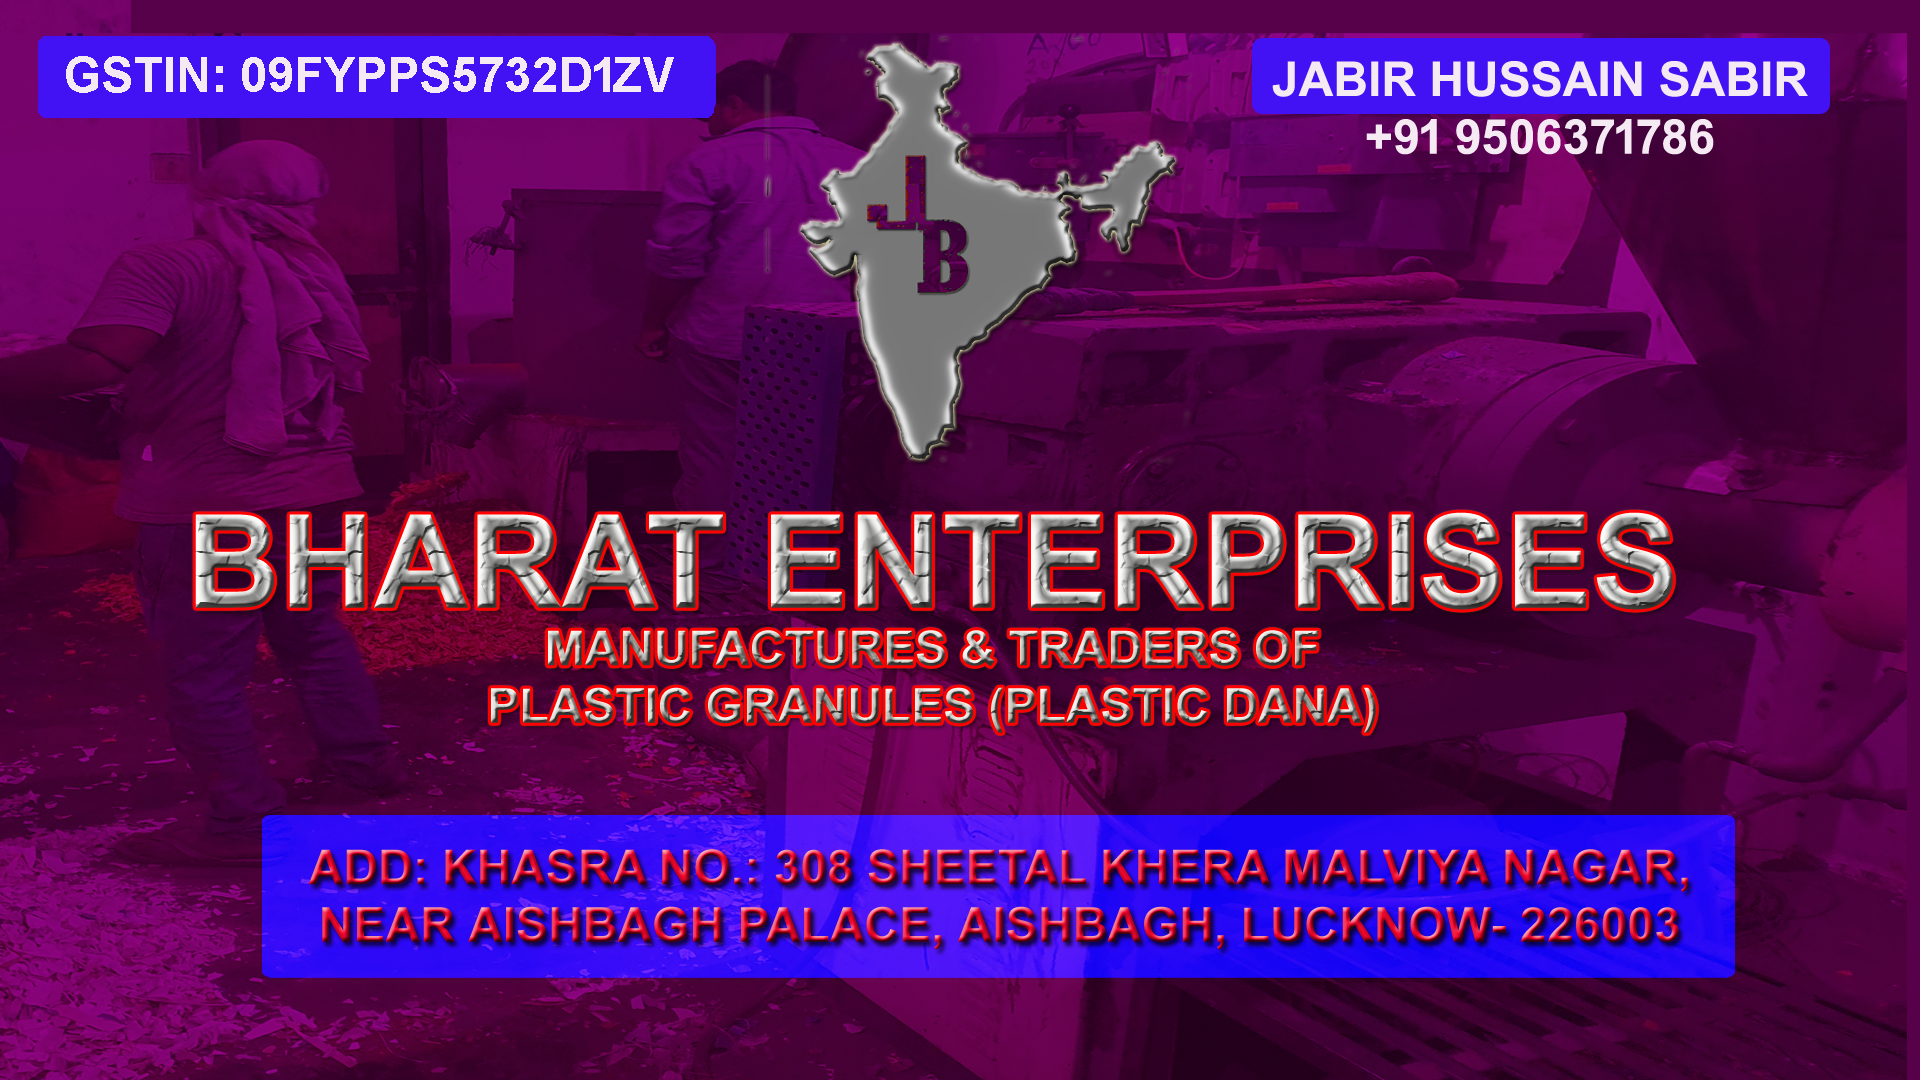 GSTIN: 09FYPPS5732D1ZV
JABIR HUSSAIN SABIR
+91 9506371786
J
B
BHARAT ENTERPRISES
MANUFACTURES & TRADERS OF
PLASTIC GRANULES (PLASTIC DANA)
ADD: KHASRA NO.: 308 SHEETAL KHERA MALVIYA NAGAR,
NEAR AISHBAGH PALACE, AISHBAGH, LUCKNOW- 226003